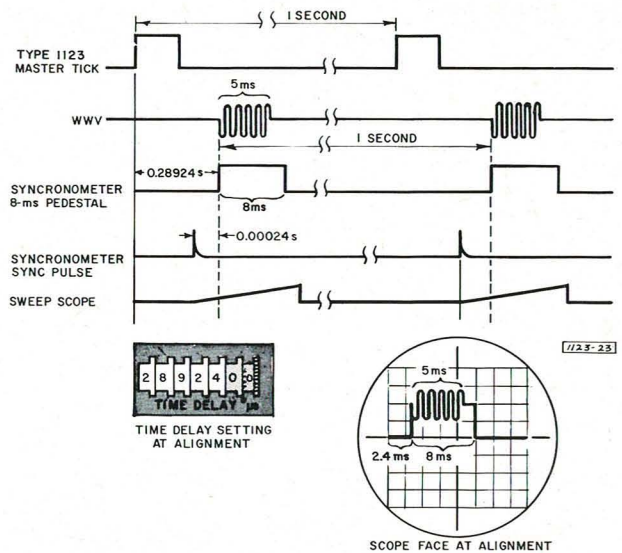 1 SECOND
TYPE 1123
MASTER TICK
5ms
WWV
1 SECOND
0.28924 s
SYNCRONOMETER
8-ms PEDESTAL
8ms
0.00024 s
SYNCRONOMETER
SYNC PULSE
SWEEP SCOPE
1123-23
2 8 9 2 4 0 0
TIME DELAY μs
TIME DELAY SETTING
AT ALIGNMENT
5ms
2.4 ms
8 ms
SCOPE FACE AT ALIGNMENT